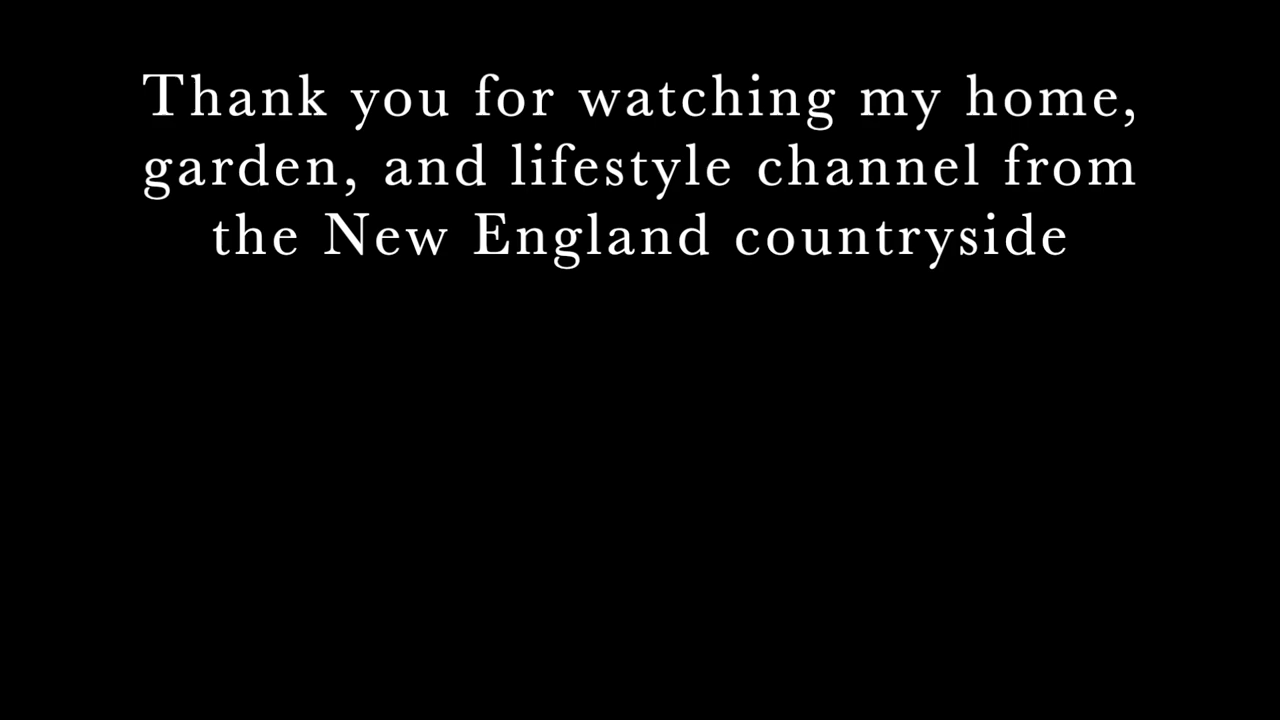 Thank you for watching my home,
garden, and lifestyle channel from
the New England countryside